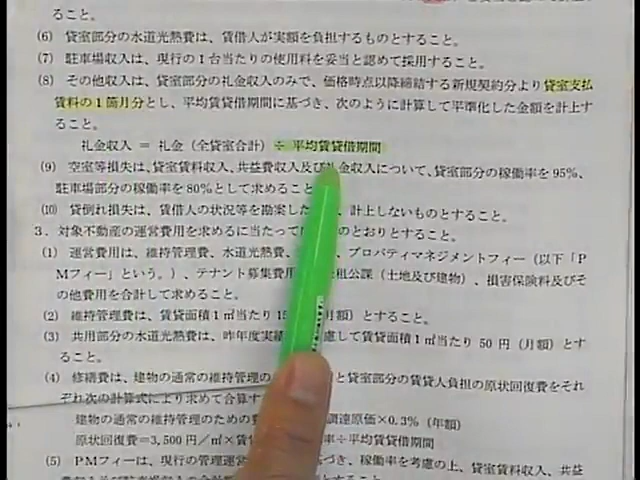 ること。
(6) 貸室部分の水道光熱費は、賃借人が実額を負担するものとすること。
(7) 駐車場収入は、現行の1台当たりの使用料を妥当と認めて採用すること。
(8) その他収入は、貸室部分の礼金収入のみで、価格時点以降締結する新規契約分より貸室支払
賃料の1箇月分とし、平均賃貸借期間に基づき、次のように計算して平準化した金額を計上す
ること。
礼金収入 = 礼金(全貸室合計)÷ 平均賃貸借期間
(9) 空室等損失は、貸室賃料収入、共益費収入及び礼金収入について、貸室部分の稼働率を95%、
駐車場部分の稼働率を80%として求めること
(10) 貸倒れ損失は、賃借人の状況等を勘案した 、計上しないものとすること。
3.対象不動産の運営費用を求めるに当たって のとおりとすること。
(1) 運営費用は、維持管理費、水道光熱費、 プロパティマネジメントフィー(以下「P
Mフィー」という。)、テナント募集費用 租公課(土地及び建物)、損害保険料及びそ
の他費用を合計して求めること。
(2) 維持管理費は、賃貸面積1㎡当たり 15 月額)とすること。
(3) 共用部分の水道光熱費は、昨年度実績 慮して賃貸面積1㎡当たり 50 円(月額)とす
ること。
(4) 修繕費は、建物の通常の維持管理の と貸室部分の賃貸人負担の原状回復費をそれ
ぞれ次の計算式により求めて合算す
建物の通常の維持管理のための費 調達原価×0.3%(年額)
原状回復費=3,500円/㎡×賃 率÷平均賃貸借期間
(5) PMフィーは、現行の管理運営 づき、稼働率を考慮の上、貸室賃料収入、共益